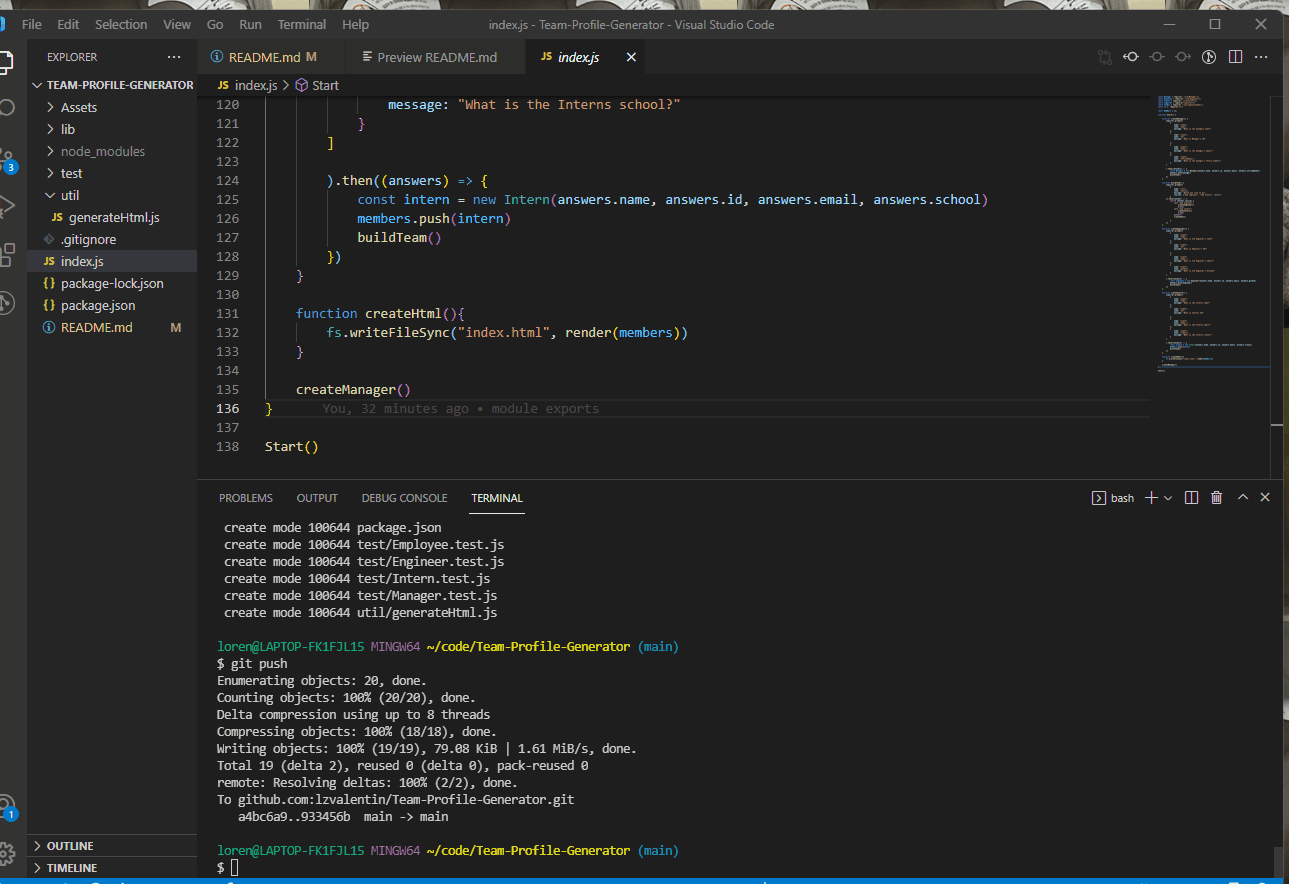 File Edit Selection View Go Run Terminal Help index.js - Team-Profile-Generator - Visual Studio Code
EXPLORER
README.md M Preview README.md JS index.js
TEAM-PROFILE-GENERATOR
JS index.js > Start
Assets
lib
node_modules
test
util
JS generateHtml.js
.gitignore
JS index.js
{} package-lock.json
{} package.json
README.md M
3
120 message: "What is the Interns school?"
121 }
122 ]
123
124 ).then((answers) => {
125 const intern = new Intern(answers.name, answers.id, answers.email, answers.school)
126 members.push(intern)
127 buildTeam()
128 })
129 }
130
131 function createHtml(){
132 fs.writeFileSync("index.html", render(members))
133 }
134
135 createManager()
136 } You, 32 minutes ago • module exports
137
138 Start()
PROBLEMS OUTPUT DEBUG CONSOLE TERMINAL bash
create mode 100644 package.json
create mode 100644 test/Employee.test.js
create mode 100644 test/Engineer.test.js
create mode 100644 test/Intern.test.js
create mode 100644 test/Manager.test.js
create mode 100644 util/generateHtml.js
loren@LAPTOP-FK1FJL15 MINGW64 ~/code/Team-Profile-Generator (main)
$ git push
Enumerating objects: 20, done.
Counting objects: 100% (20/20), done.
Delta compression using up to 8 threads
Compressing objects: 100% (18/18), done.
Writing objects: 100% (19/19), 79.08 KiB | 1.61 MiB/s, done.
Total 19 (delta 2), reused 0 (delta 0), pack-reused 0
remote: Resolving deltas: 100% (2/2), done.
To github.com:lzvalentin/Team-Profile-Generator.git
a4bc6a9..933456b main -> main
loren@LAPTOP-FK1FJL15 MINGW64 ~/code/Team-Profile-Generator (main)
$
1
OUTLINE
TIMELINE